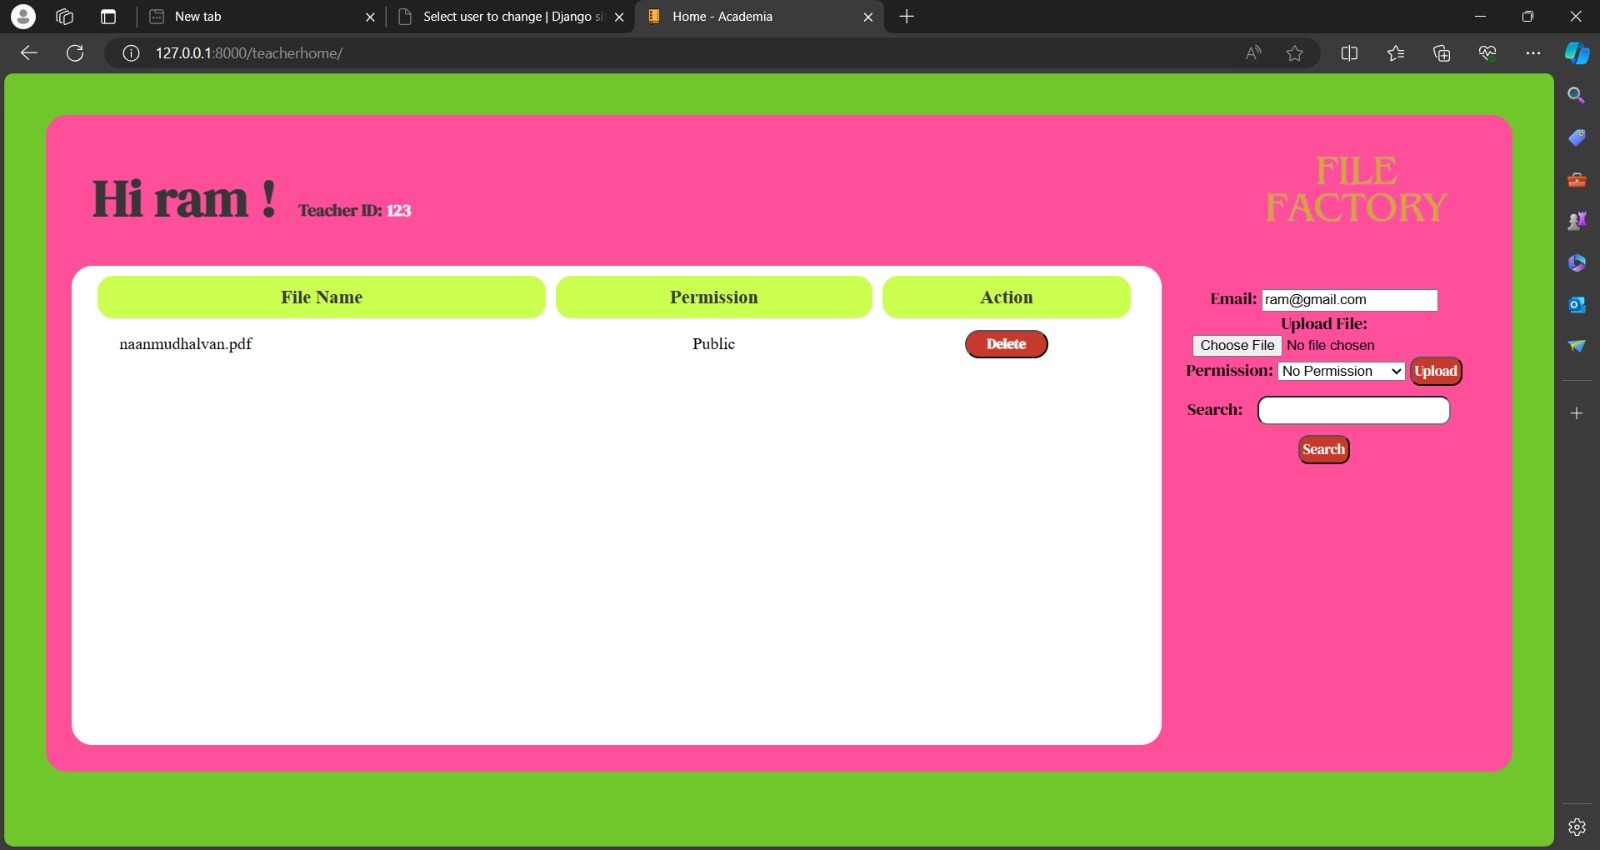 New tab
Select user to change | Django si
Home - Academia
127.0.0.1:8000/teacherhome/
Hi ram !
Teacher ID: 123
FILE
FACTORY
File Name Permission Action
naanmudhalvan.pdf Public Delete
Email: ram@gmail.com
Upload File:
Choose File No file chosen
Permission: No Permission Upload
Search:
Search